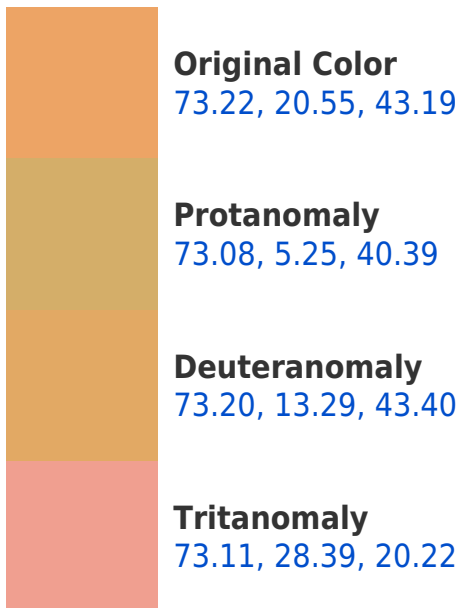 Original Color
73.22, 20.55, 43.19
Protanomaly
73.08, 5.25, 40.39
Deuteranomaly
73.20, 13.29, 43.40
Tritanomaly
73.11, 28.39, 20.22